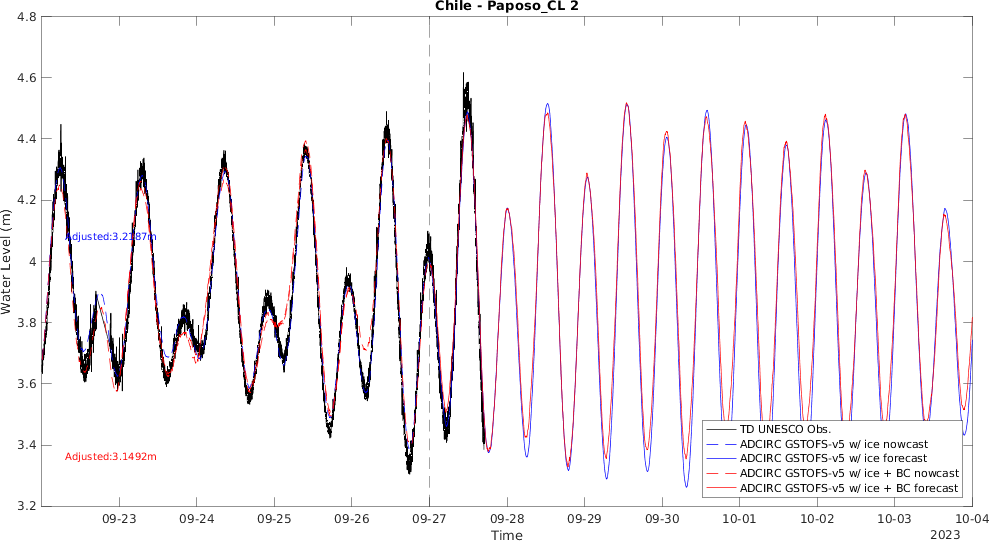 Chile - Paposo_CL 2
4.8
4.6
4.4
4.2
4
3.8
3.6
3.4
3.2
Water Level (m)
Adjusted:3.2187m
Adjusted:3.1492m
TD UNESCO Obs.
ADCIRC GSTOFS-v5 w/ ice nowcast
ADCIRC GSTOFS-v5 w/ ice forecast
ADCIRC GSTOFS-v5 w/ ice + BC nowcast
ADCIRC GSTOFS-v5 w/ ice + BC forecast
09-23 09-24 09-25 09-26 09-27 09-28 09-29 09-30 10-01 10-02 10-03 10-04
Time
2023